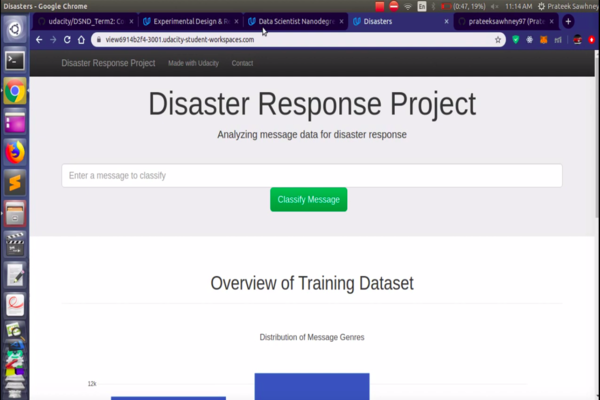 Disasters - Google Chrome
En
(0:47, 19%)
11:14 AM
Prateek Sawhney
udacity/DSND_Term2: Co
Experimental Design & Re
Data Scientist Nanodegre
Disasters
prateeksawhney97 (Prat
view6914b2f4-3001.udacity-student-workspaces.com
Disaster Response Project
Made with Udacity
Contact
Disaster Response Project
Analyzing message data for disaster response
Enter a message to classify
Classify Message
Overview of Training Dataset
Distribution of Message Genres
12k